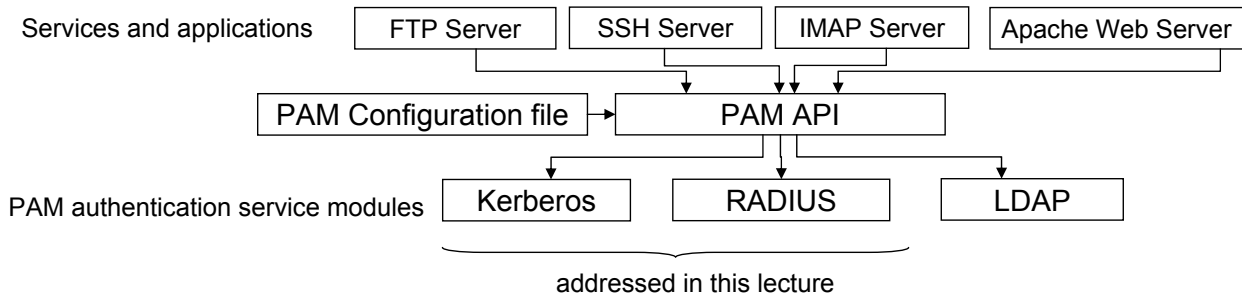 Services and applications
FTP Server
SSH Server
IMAP Server
Apache Web Server
PAM Configuration file
PAM API
PAM authentication service modules
Kerberos
RADIUS
LDAP
addressed in this lecture